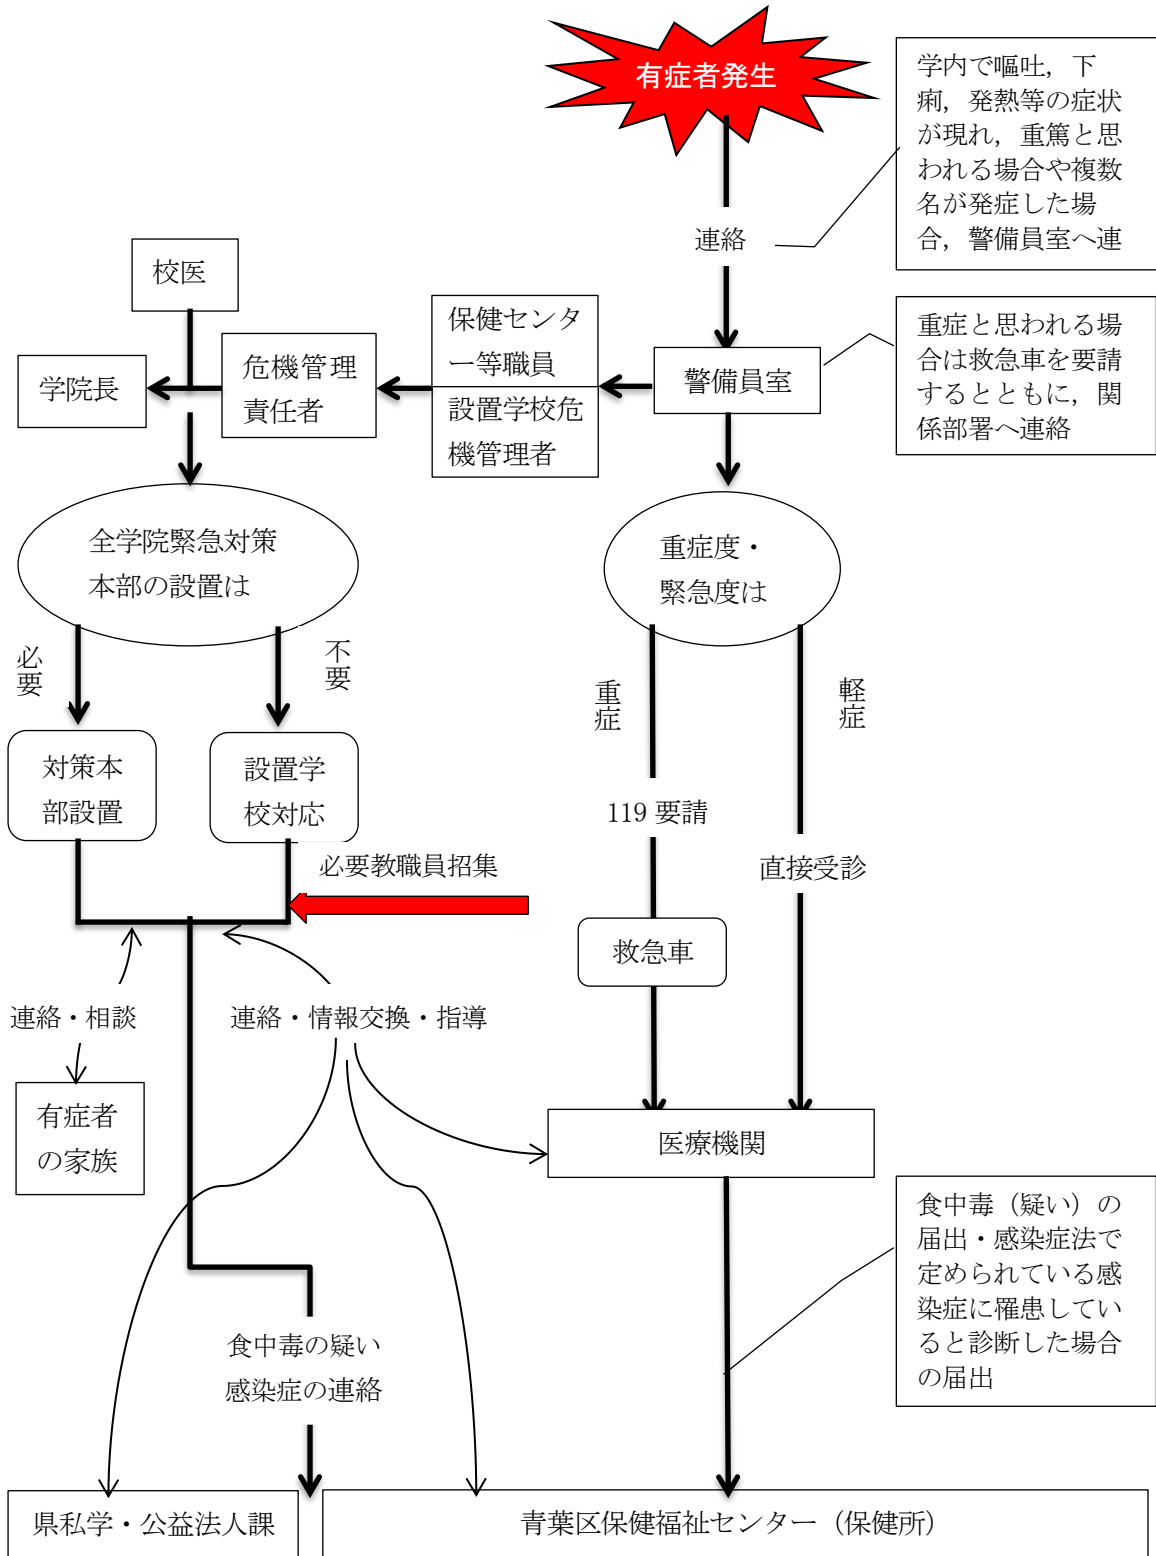 有症者発生
学内で嘔吐，下
痢，発熱等の症状
が現れ，重篤と思
われる場合や複数
名が発症した場
合，警備員室へ連
連絡
校医
保健センタ
ー等職員
設置学校危
機管理者
重症と思われる場
合は救急車を要請
するとともに，関
係部署へ連絡
学院長
危機管理
責任者
警備員室
全学院緊急対策
本部の設置は
重症度・
緊急度は
必要
不要
重症
軽症
対策本
部設置
設置学
校対応
119 要請
必要教職員招集
直接受診
救急車
連絡・相談
連絡・情報交換・指導
有症者
の家族
医療機関
食中毒（疑い）の
届出・感染症法で
定められている感
染症に罹患してい
ると診断した場合
の届出
食中毒の疑い
感染症の連絡
県私学・公益法人課
青葉区保健福祉センター（保健所）